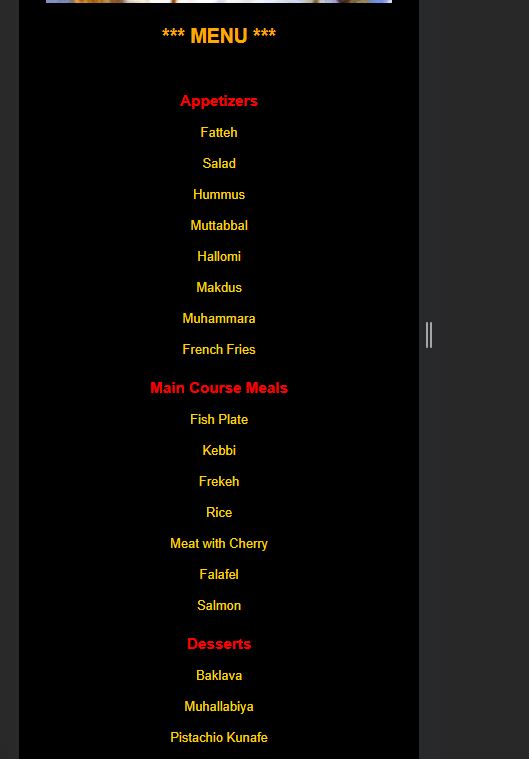 *** MENU ***
Appetizers
Fatteh
Salad
Hummus
Muttabbal
Hallomi
Makdus
Muhammara
French Fries
Main Course Meals
Fish Plate
Kebbi
Frekeh
Rice
Meat with Cherry
Falafel
Salmon
Desserts
Baklava
Muhallabiya
Pistachio Kunafe